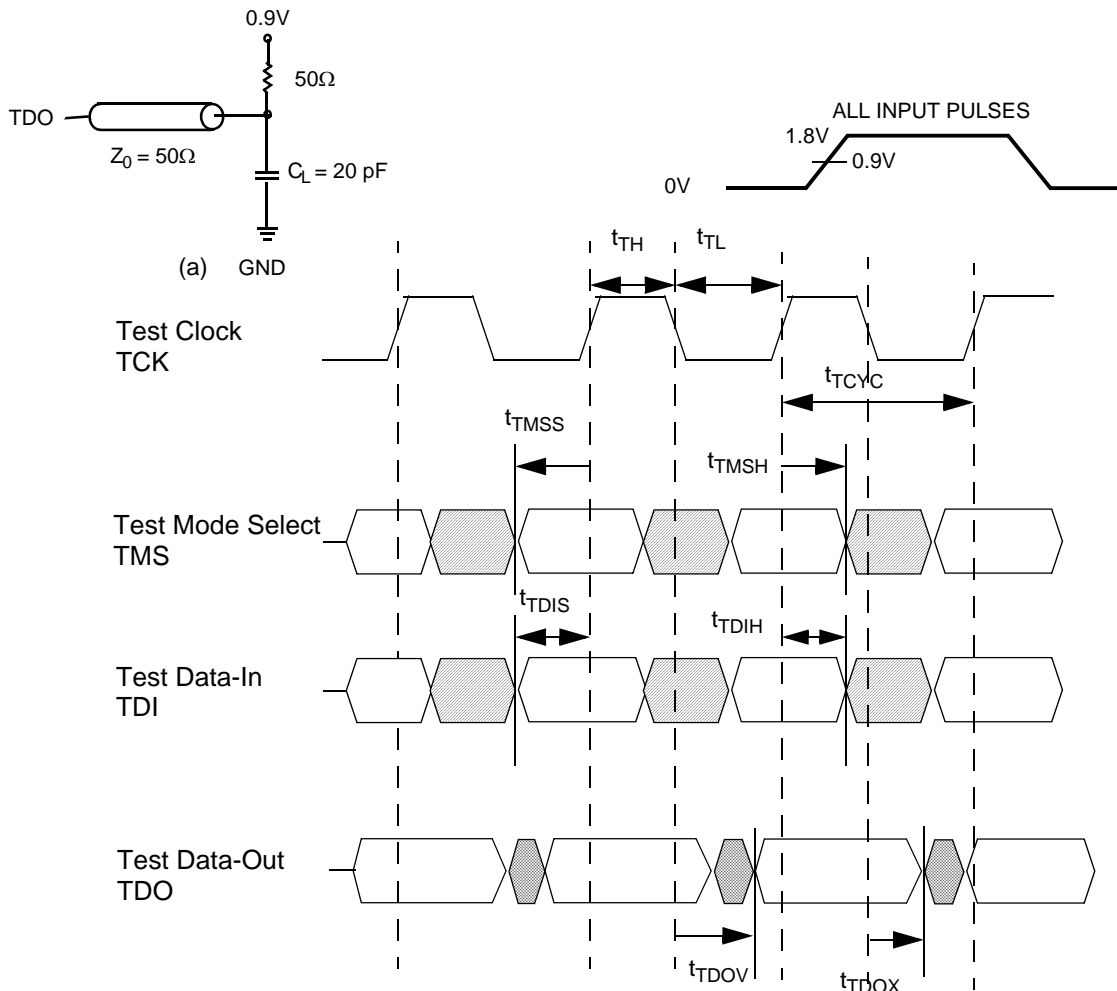 0.9V
50Ω
TDO
Z0 = 50Ω
CL = 20 pF
(a) GND
ALL INPUT PULSES
1.8V
0.9V
0V
tTH
tTL
Test Clock
TCK
tTCYC
tTMSS
tTMSH
Test Mode Select
TMS
tTDIS
tTDIH
Test Data-In
TDI
Test Data-Out
TDO
tTDOV
tTDOX